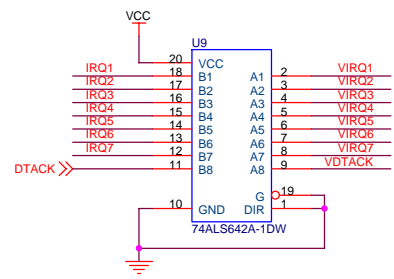 VCC
U9
20 VCC
IRQ1 18 B1 A1 2 VIRQ1
IRQ2 17 B2 A2 3 VIRQ2
IRQ3 16 B3 A3 4 VIRQ3
IRQ4 15 B4 A4 5 VIRQ4
IRQ5 14 B5 A5 6 VIRQ5
IRQ6 13 B6 A6 7 VIRQ6
IRQ7 12 B7 A7 8 VIRQ7
DTACK 11 B8 A8 9 VDTACK
G 19
10 GND DIR 1
74ALS642A-1DW